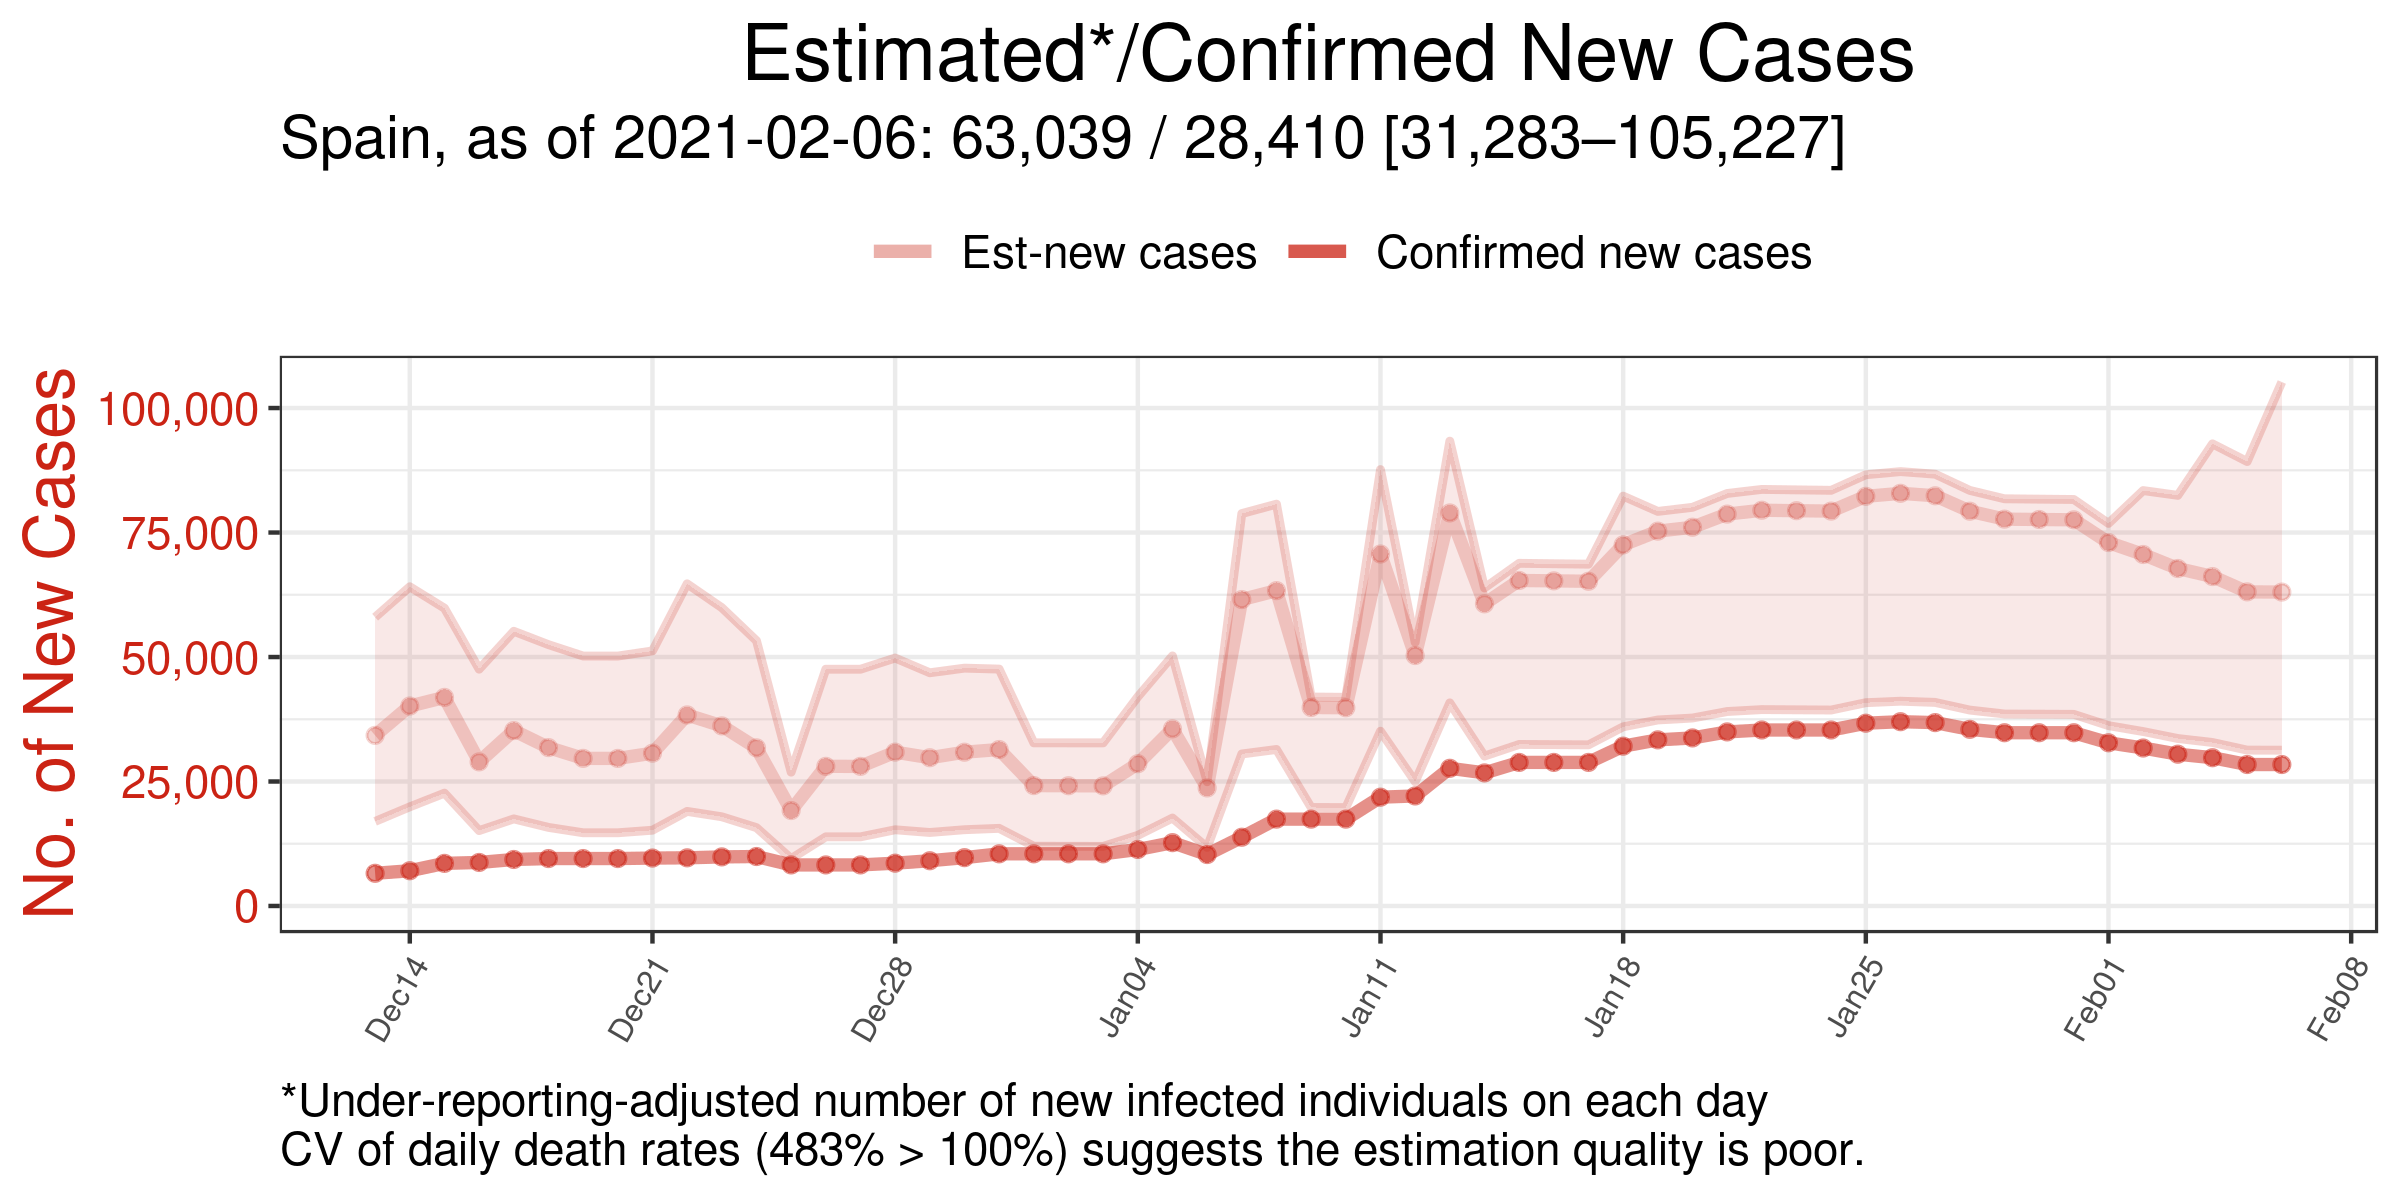 Estimated*/Confirmed New Cases
Spain, as of 2021-02-06: 63,039 / 28,410 [31,283–105,227]
Est-new cases
Confirmed new cases
No. of New Cases
100,000
75,000
50,000
25,000
0
Dec14
Dec21
Dec28
Jan04
Jan11
Jan18
Jan25
Feb01
Feb08
*Under-reporting-adjusted number of new infected individuals on each day
CV of daily death rates (483% > 100%) suggests the estimation quality is poor.